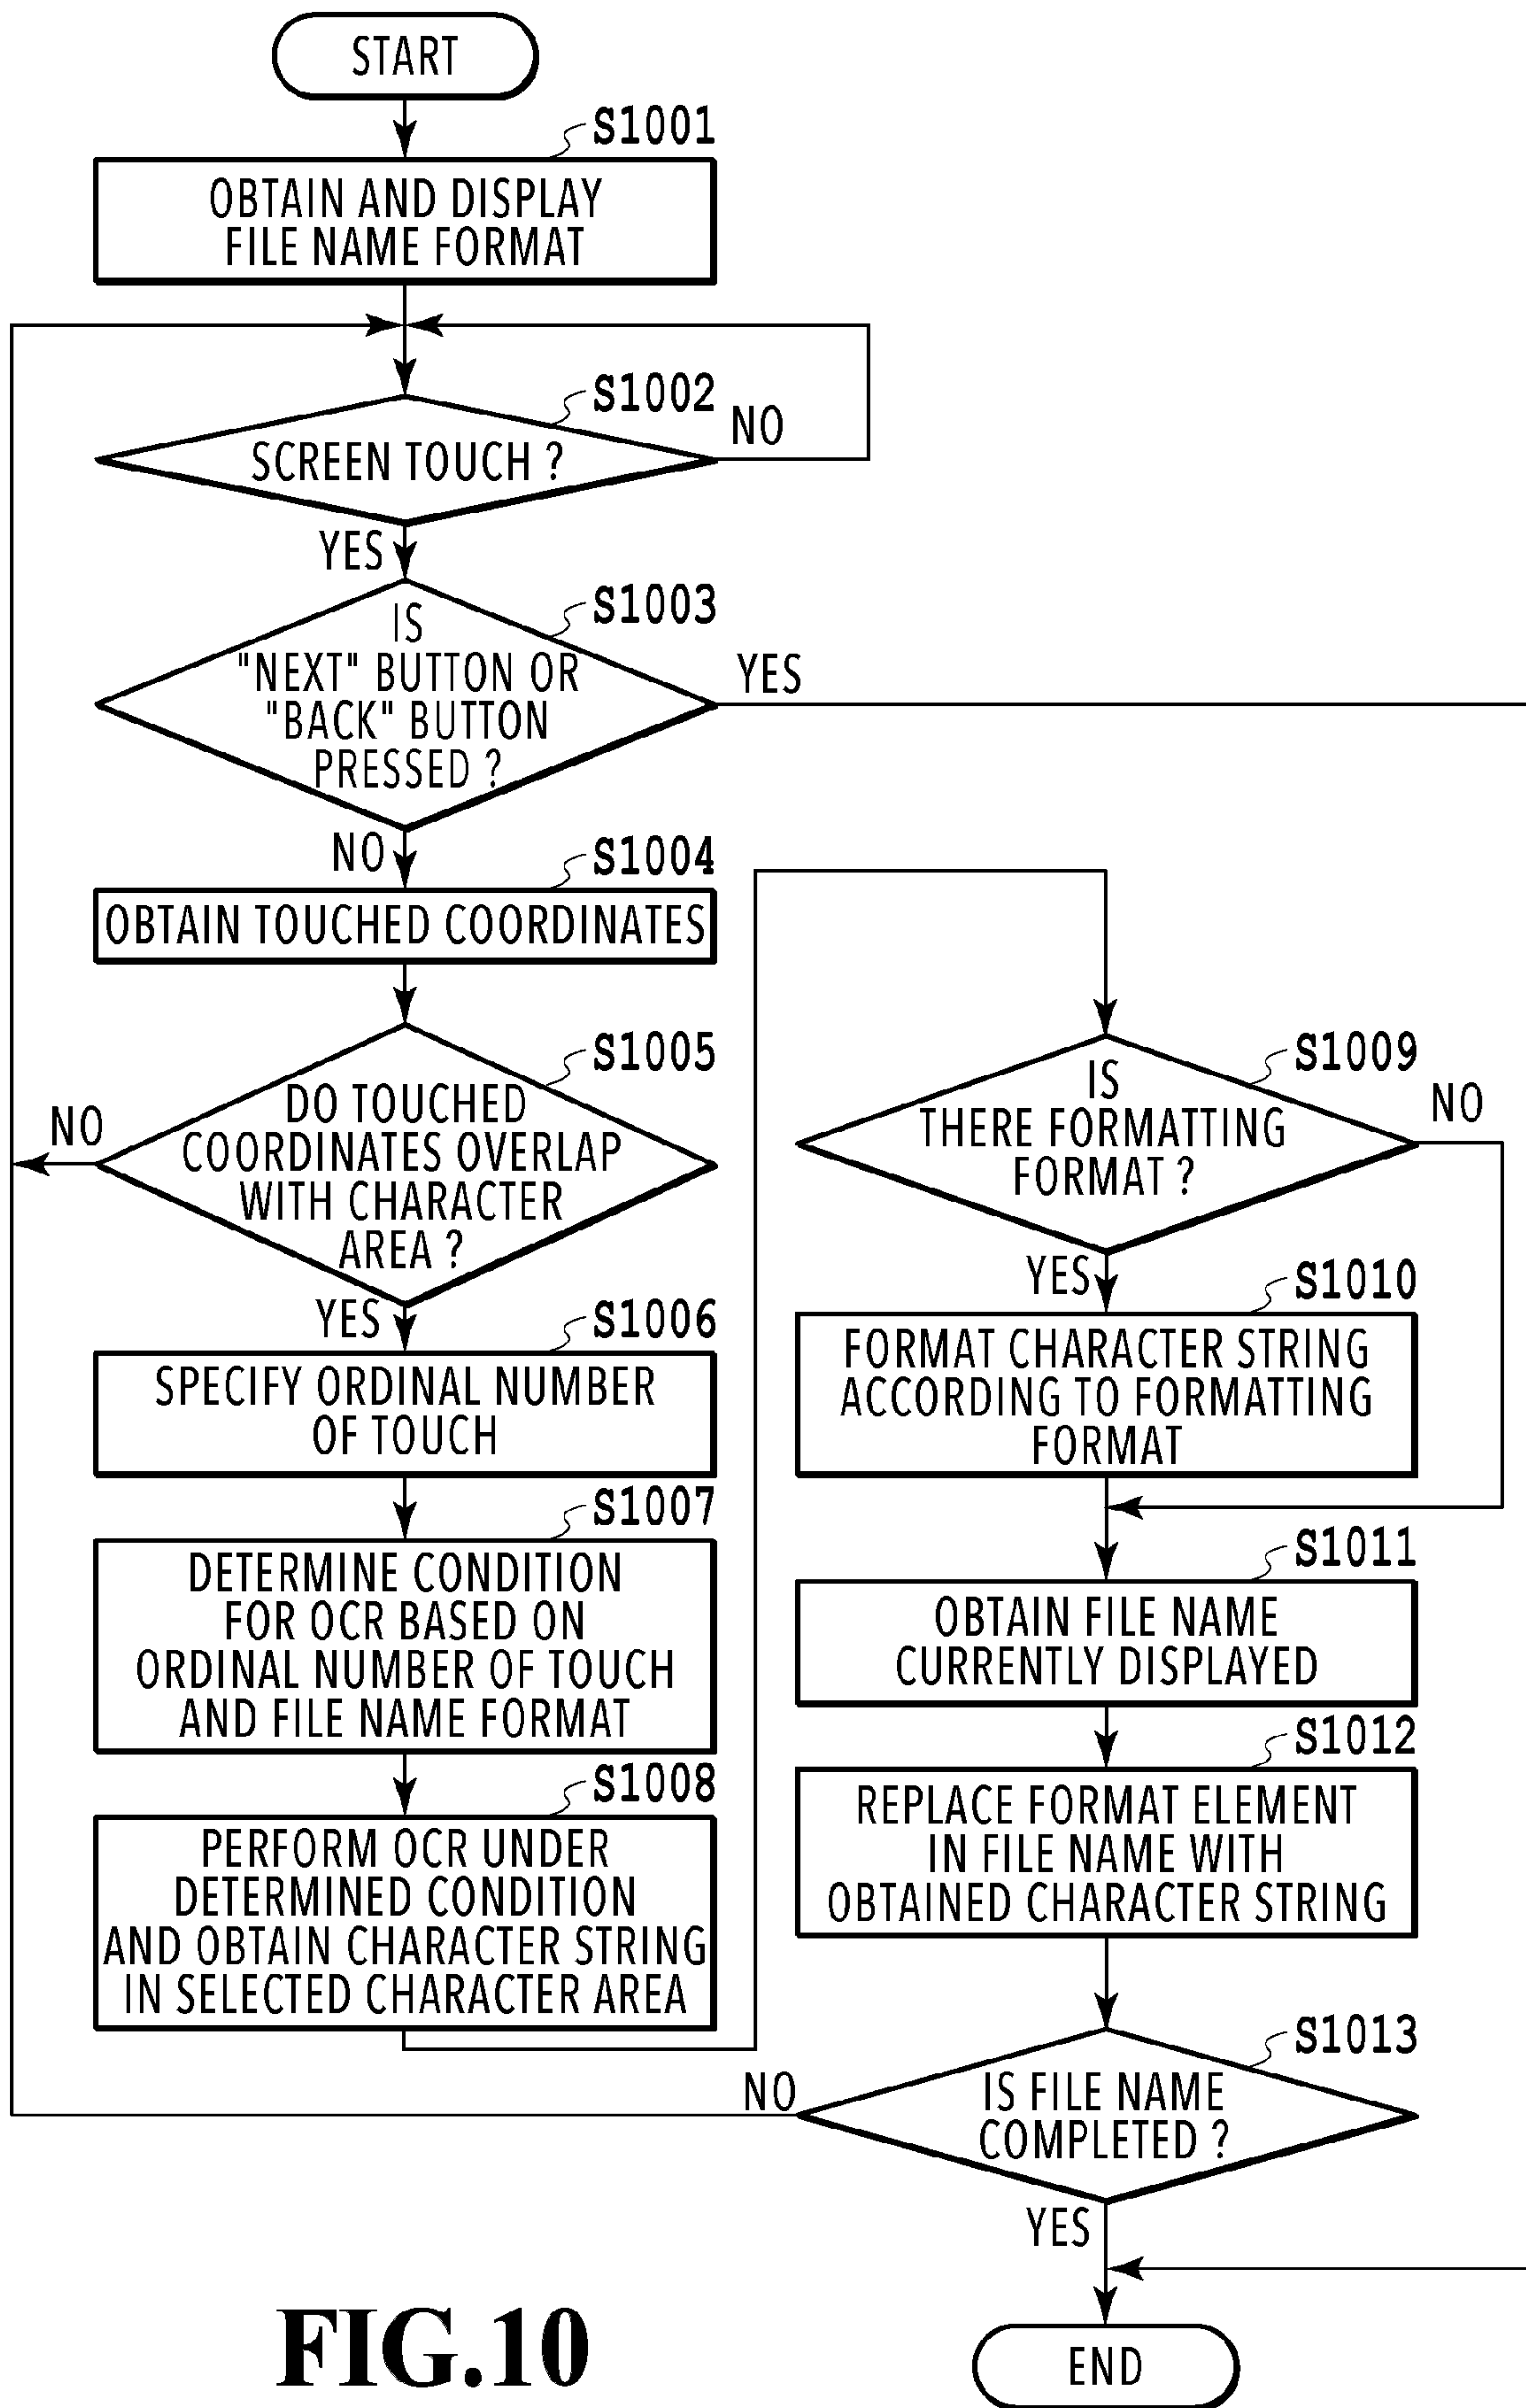 START
S1001
OBTAIN AND DISPLAY
FILE NAME FORMAT
S1002
SCREEN TOUCH ?
NO
YES
S1003
IS
"NEXT" BUTTON OR
"BACK" BUTTON
PRESSED ?
YES
NO
S1004
OBTAIN TOUCHED COORDINATES
S1005
DO TOUCHED
COORDINATES OVERLAP
WITH CHARACTER
AREA ?
NO
YES
S1006
SPECIFY ORDINAL NUMBER
OF TOUCH
S1007
DETERMINE CONDITION
FOR OCR BASED ON
ORDINAL NUMBER OF TOUCH
AND FILE NAME FORMAT
S1008
PERFORM OCR UNDER
DETERMINED CONDITION
AND OBTAIN CHARACTER STRING
IN SELECTED CHARACTER AREA
S1009
IS
THERE FORMATTING
FORMAT ?
NO
YES
S1010
FORMAT CHARACTER STRING
ACCORDING TO FORMATTING
FORMAT
S1011
OBTAIN FILE NAME
CURRENTLY DISPLAYED
S1012
REPLACE FORMAT ELEMENT
IN FILE NAME WITH
OBTAINED CHARACTER STRING
S1013
IS FILE NAME
COMPLETED ?
NO
YES
END
FIG.10